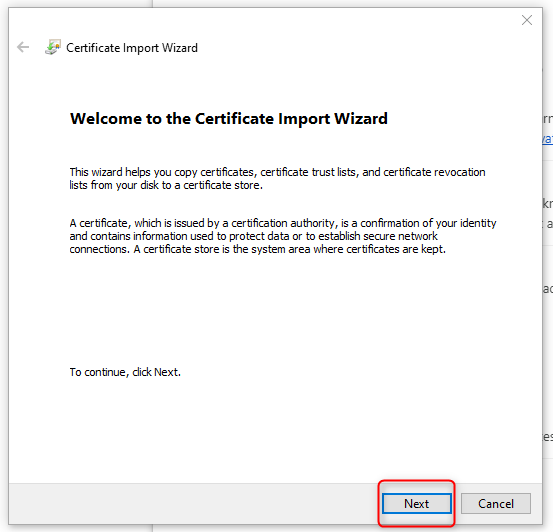 Certificate Import Wizard
Welcome to the Certificate Import Wizard
This wizard helps you copy certificates, certificate trust lists, and certificate revocation
lists from your disk to a certificate store.
A certificate, which is issued by a certification authority, is a confirmation of your identity
and contains information used to protect data or to establish secure network
connections. A certificate store is the system area where certificates are kept.
To continue, click Next.
Next
Cancel